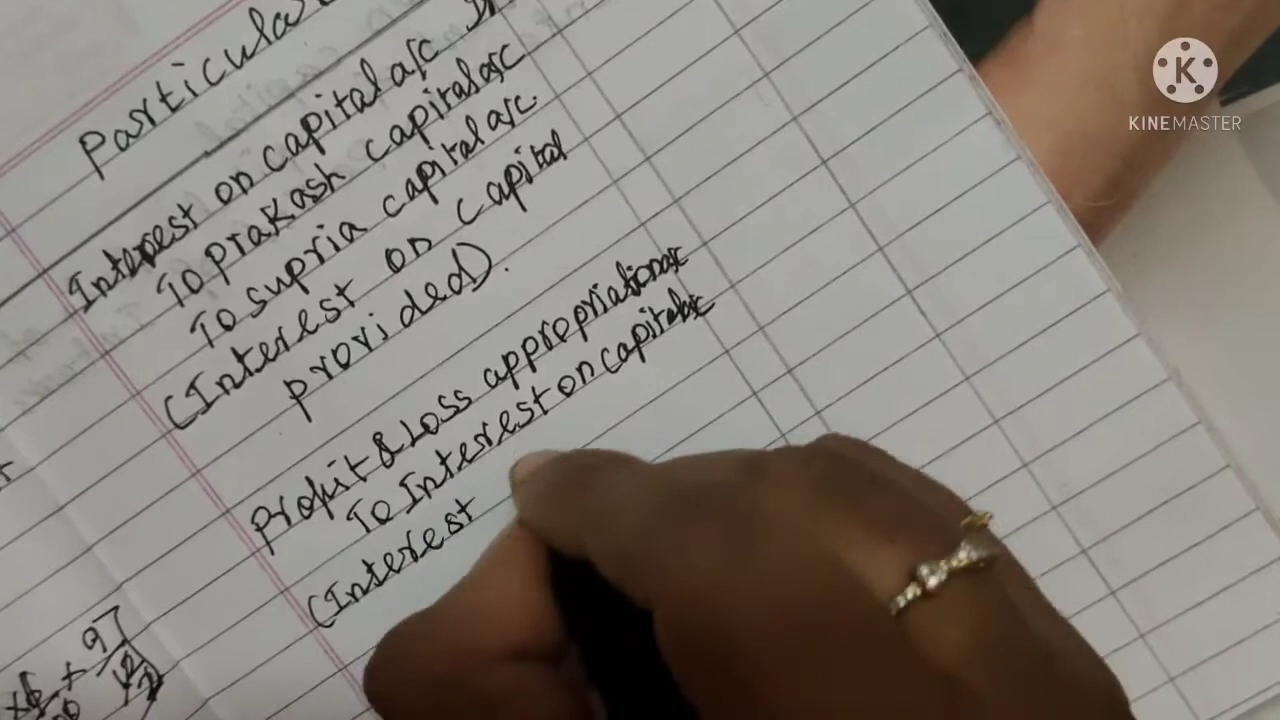 Particula
Interest on capital a/c Dr
To prakash capital a/c
To supria capital a/c.
(Interest on capital
provided).
Profit & Loss appropriation a/c
To Interest on capital a/c
(Interest
K
KINEMASTER